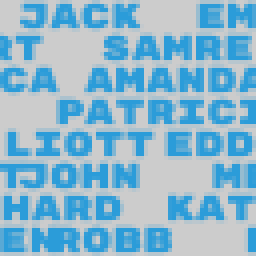 JACK EM
RT SAMRE
CA AMANDA
PATRICI
LIOTT EDD
TJOHN M
HARD KAT
ENROBB